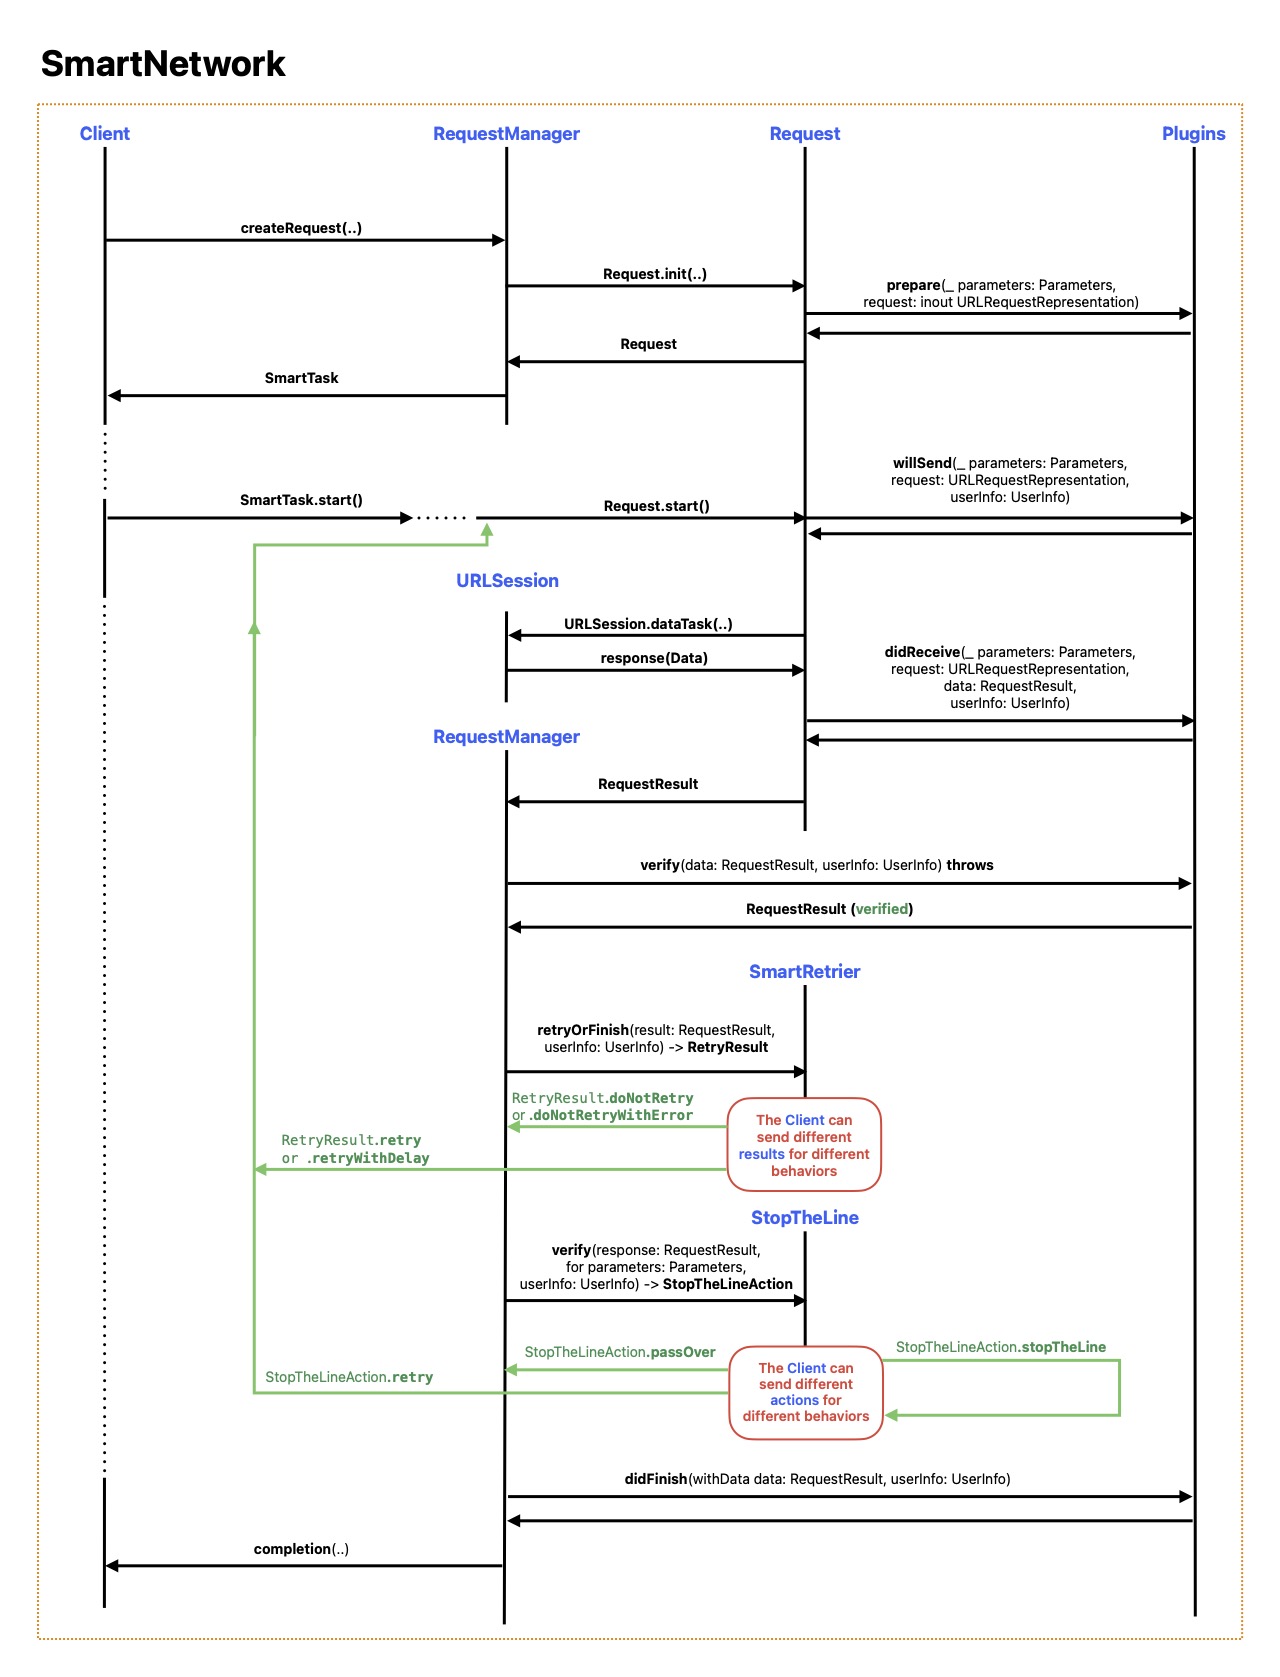 SmartNetwork
Client
RequestManager
Request
Plugins
createRequest(..)
Request.init(..)
prepare(_ parameters: Parameters,
request: inout URLRequestRepresentation)
Request
SmartTask
willSend(_ parameters: Parameters,
request: URLRequestRepresentation,
userInfo: UserInfo)
SmartTask.start()
Request.start()
URLSession
URLSession.dataTask(..)
response(Data)
didReceive(_ parameters: Parameters,
request: URLRequestRepresentation,
data: RequestResult,
userInfo: UserInfo)
RequestManager
RequestResult
verify(data: RequestResult, userInfo: UserInfo) throws
RequestResult (verified)
SmartRetrier
retryOrFinish(result: RequestResult,
userInfo: UserInfo) -> RetryResult
RetryResult.doNotRetry
or .doNotRetryWithError
The Client can
send different
results for different
behaviors
RetryResult.retry
or .retryWithDelay
StopTheLine
verify(response: RequestResult,
for parameters: Parameters,
userInfo: UserInfo) -> StopTheLineAction
StopTheLineAction.passOver
StopTheLineAction.stopTheLine
StopTheLineAction.retry
The Client can
send different
actions for
different behaviors
didFinish(withData data: RequestResult, userInfo: UserInfo)
completion(..)